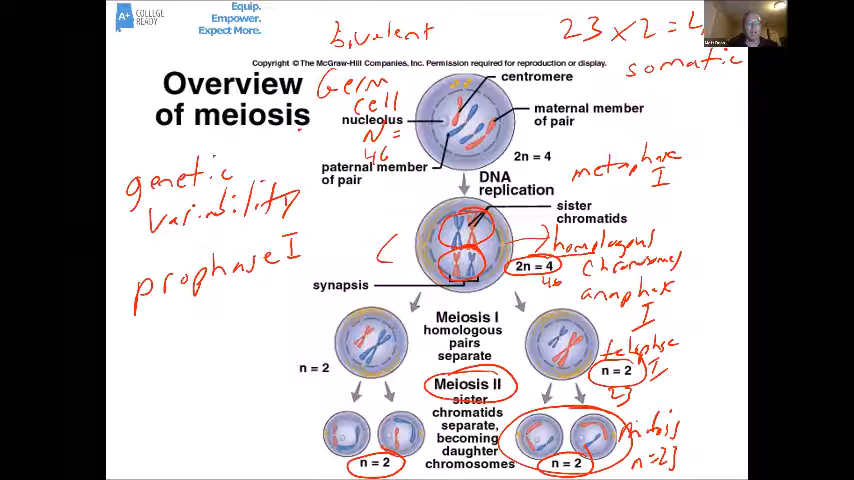 A+ COLLEGE READY
Equip.
Empower.
Expect More.
Bivalent
23 x 2 = 4
somatic
Copyright © The McGraw-Hill Companies, Inc. Permission required for reproduction or display.
Overview
of meiosis
Germ
cell
N =
46
centromere
nucleolus
maternal member
of pair
paternal member
of pair
2n = 4
DNA
replication
metaphase
I
genetic
Varibility
prophase I
sister
chromatids
homologous
chromosomes
2n = 4
46
synapsis
anaphase
I
Meiosis I
homologous
pairs
separate
telophase
I
n = 2
n = 2
23
Meiosis II
sister
chromatids
separate,
becoming
daughter
chromosomes
mitosis
n = 23
n = 2
n = 2